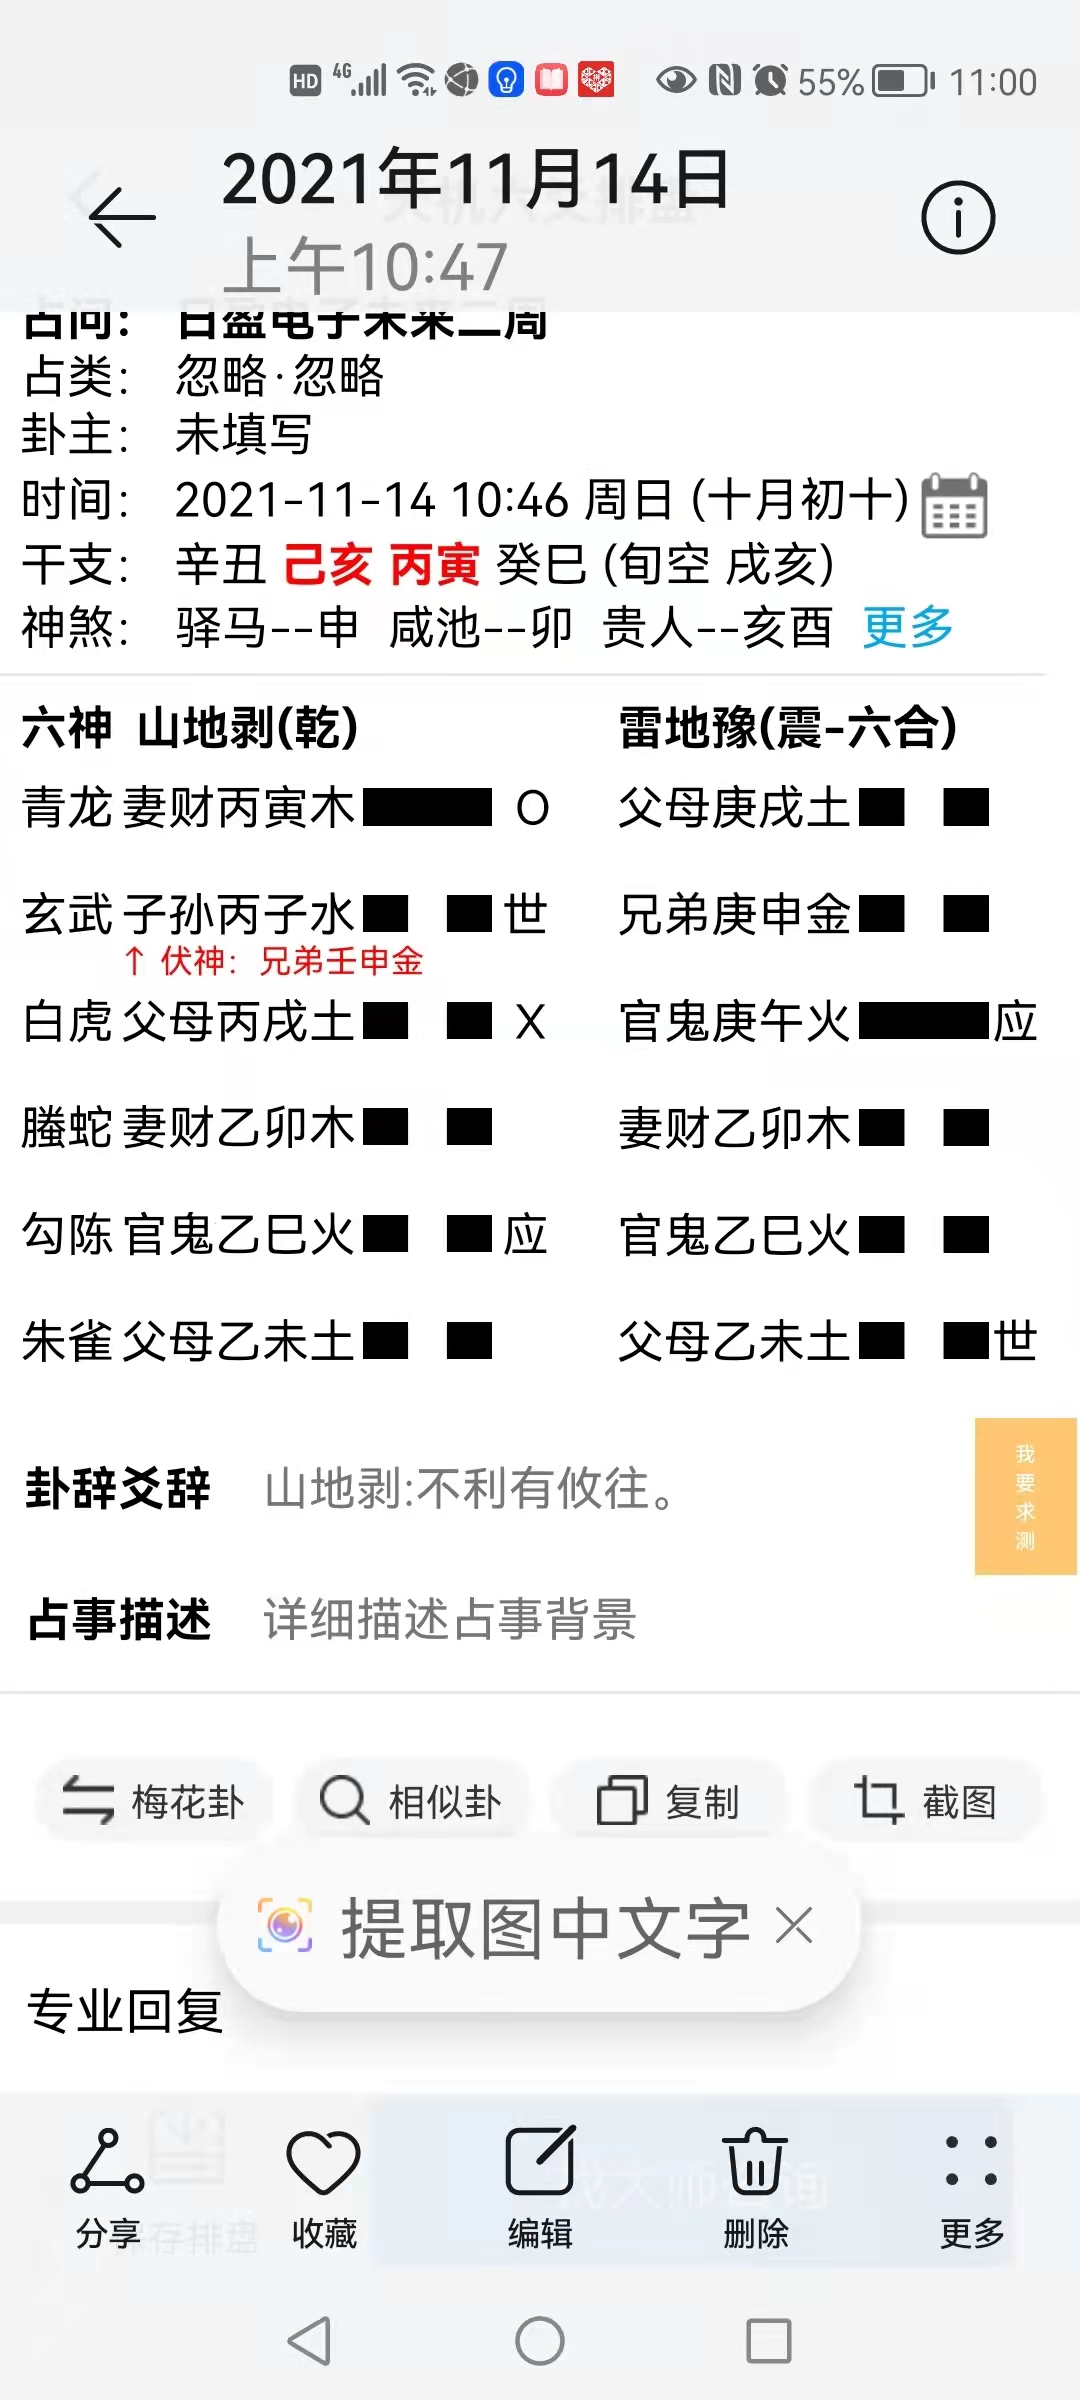 HD 4G 55% 11:00
2021年11月14日
上午10:47
占问： 日盈电子未来二周
占类： 忽略·忽略
卦主： 未填写
时间： 2021-11-14 10:46 周日 (十月初十)
干支： 辛丑 己亥 丙寅 癸巳 (旬空 戌亥)
神煞： 驿马--申 咸池--卯 贵人--亥酉 更多
六神 山地剥(乾) 雷地豫(震-六合)
青龙 妻财丙寅木 O 父母庚戌土
玄武 子孙丙子水 世 兄弟庚申金
↑ 伏神：兄弟壬申金
白虎 父母丙戌土 X 官鬼庚午火 应
螣蛇 妻财乙卯木 妻财乙卯木
勾陈 官鬼乙巳火 应 官鬼乙巳火
朱雀 父母乙未土 父母乙未土 世
我要求测
卦辞爻辞 山地剥:不利有攸往。
占事描述 详细描述占事背景
梅花卦 相似卦 复制 截图
提取图中文字
专业回复
分享 收藏 编辑 删除 更多